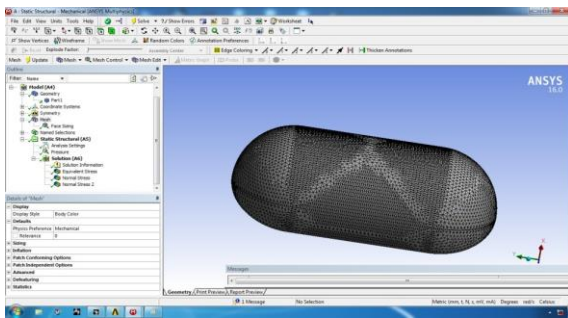 A : Static Structural - Mechanical [ANSYS Multiphysics]
File Edit View Units Tools Help Solve ?/Show Errors Worksheet
Show Vertices Wireframe Show Mesh Random Colors Annotation Preferences
Explode Factor: Assembly Center Edge Coloring Thicken Annotations
Mesh Update Mesh Mesh Control Mesh Edit
Outline
Filter: Name
Model (A4)
Geometry
Part1
Coordinate Systems
Symmetry
Mesh
Face Sizing
Named Selections
Static Structural (A5)
Analysis Settings
Pressure
Solution (A6)
Solution Information
Equivalent Stress
Normal Stress
Normal Stress 2
ANSYS
16.0
Details of "Mesh"
Display
Display Style Body Color
Defaults
Physics Preference Mechanical
Relevance 0
Sizing
Inflation
Patch Conforming Options
Patch Independent Options
Advanced
Defeaturing
Statistics
Messages
Geometry Print Preview Report Preview
1 Message No Selection Metric (mm, t, N, s, mV, mA) Degrees rad/s Celsius